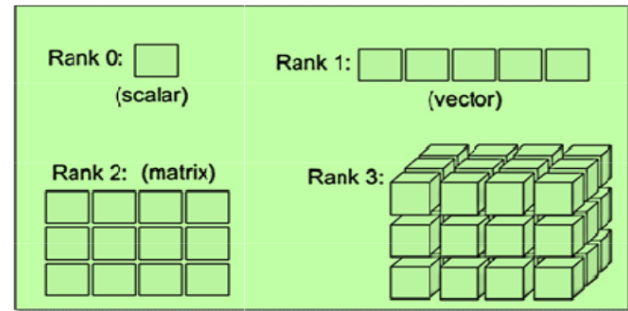 Rank 0:
(scalar)
Rank 1:
(vector)
Rank 2: (matrix)
Rank 3: